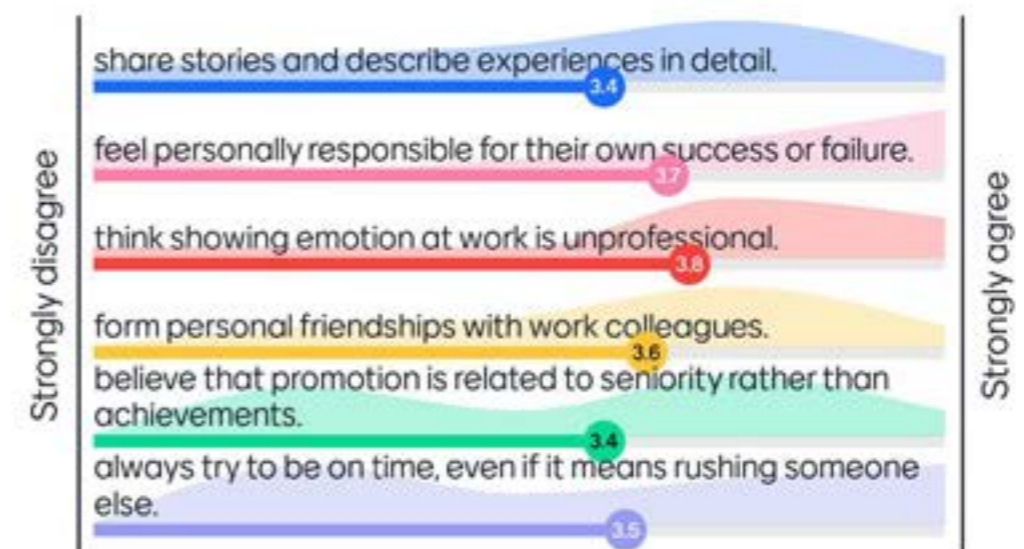 share stories and describe experiences in detail.
3.4
feel personally responsible for their own success or failure.
3.7
think showing emotion at work is unprofessional.
3.8
form personal friendships with work colleagues.
3.6
believe that promotion is related to seniority rather than
achievements.
3.4
always try to be on time, even if it means rushing someone
else.
3.5
Strongly disagree
Strongly agree